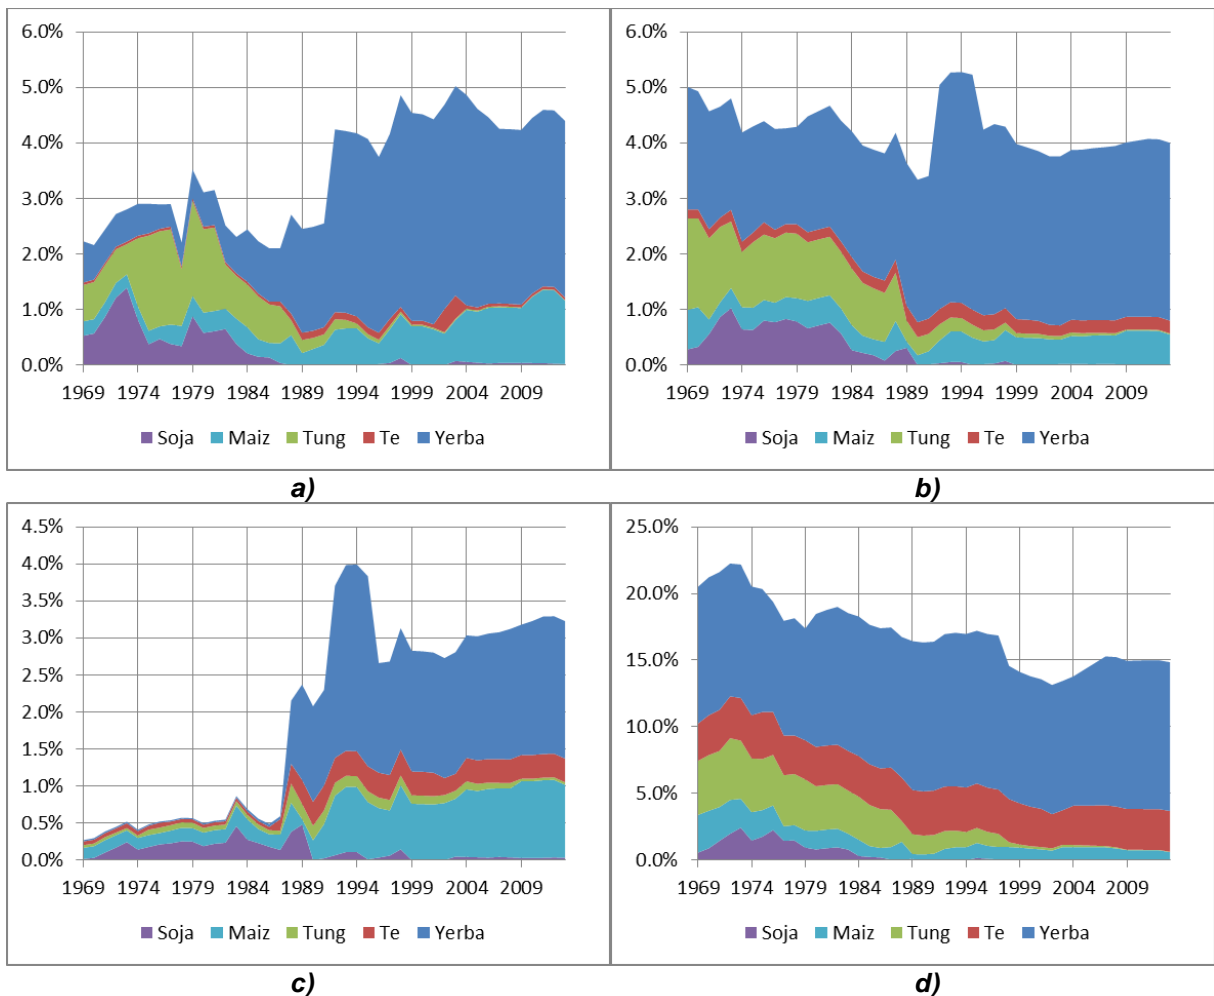 6.0%
5.0%
4.0%
3.0%
2.0%
1.0%
0.0%
1969 1974 1979 1984 1989 1994 1999 2004 2009
Soja Maiz Tung Te Yerba
a)
6.0%
5.0%
4.0%
3.0%
2.0%
1.0%
0.0%
1969 1974 1979 1984 1989 1994 1999 2004 2009
Soja Maiz Tung Te Yerba
b)
4.5%
4.0%
3.5%
3.0%
2.5%
2.0%
1.5%
1.0%
0.5%
0.0%
1969 1974 1979 1984 1989 1994 1999 2004 2009
Soja Maiz Tung Te Yerba
c)
25.0%
20.0%
15.0%
10.0%
5.0%
0.0%
1969 1974 1979 1984 1989 1994 1999 2004 2009
Soja Maiz Tung Te Yerba
d)